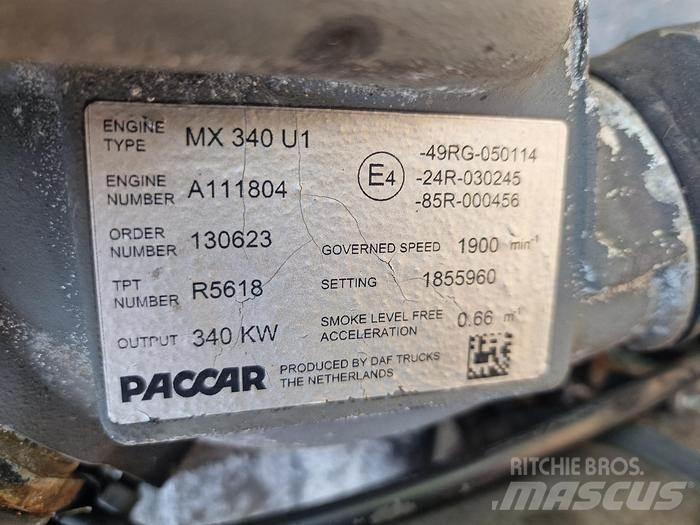 ENGINE TYPE MX 340 U1
ENGINE NUMBER A111804
ORDER NUMBER 130623
TPT NUMBER R5618
OUTPUT 340 KW
E4
-49RG-050114
-24R-030245
-85R-000456
GOVERNED SPEED 1900 min⁻¹
SETTING 1855960
SMOKE LEVEL FREE ACCELERATION 0.66 m⁻¹
PACCAR
PRODUCED BY DAF TRUCKS
THE NETHERLANDS
RITCHIE BROS.
MASCUS